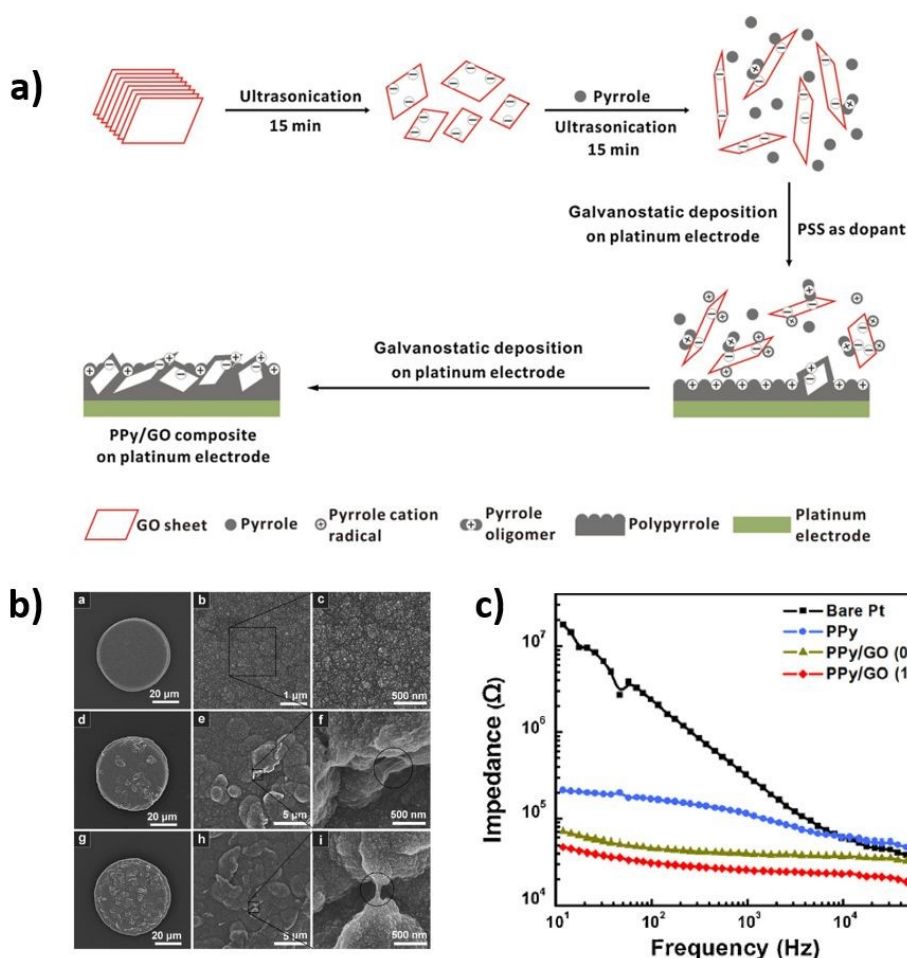 a)
Ultrasonication
15 min
Pyrrole
Ultrasonication
15 min
Galvanostatic deposition
on platinum electrode
PSS as dopant
Galvanostatic deposition
on platinum electrode
PPy/GO composite
on platinum electrode
GO sheet
Pyrrole
Pyrrole cation
radical
Pyrrole
oligomer
Polypyrrole
Platinum
electrode
b)
a
20 µm
b
1 µm
c
500 nm
d
20 µm
e
5 µm
f
500 nm
g
20 µm
h
5 µm
i
500 nm
c)
Impedance (Ω)
10⁷
10⁶
10⁵
10⁴
Bare Pt
PPy
PPy/GO (0
PPy/GO (1
10¹ 10² 10³ 10⁴
Frequency (Hz)